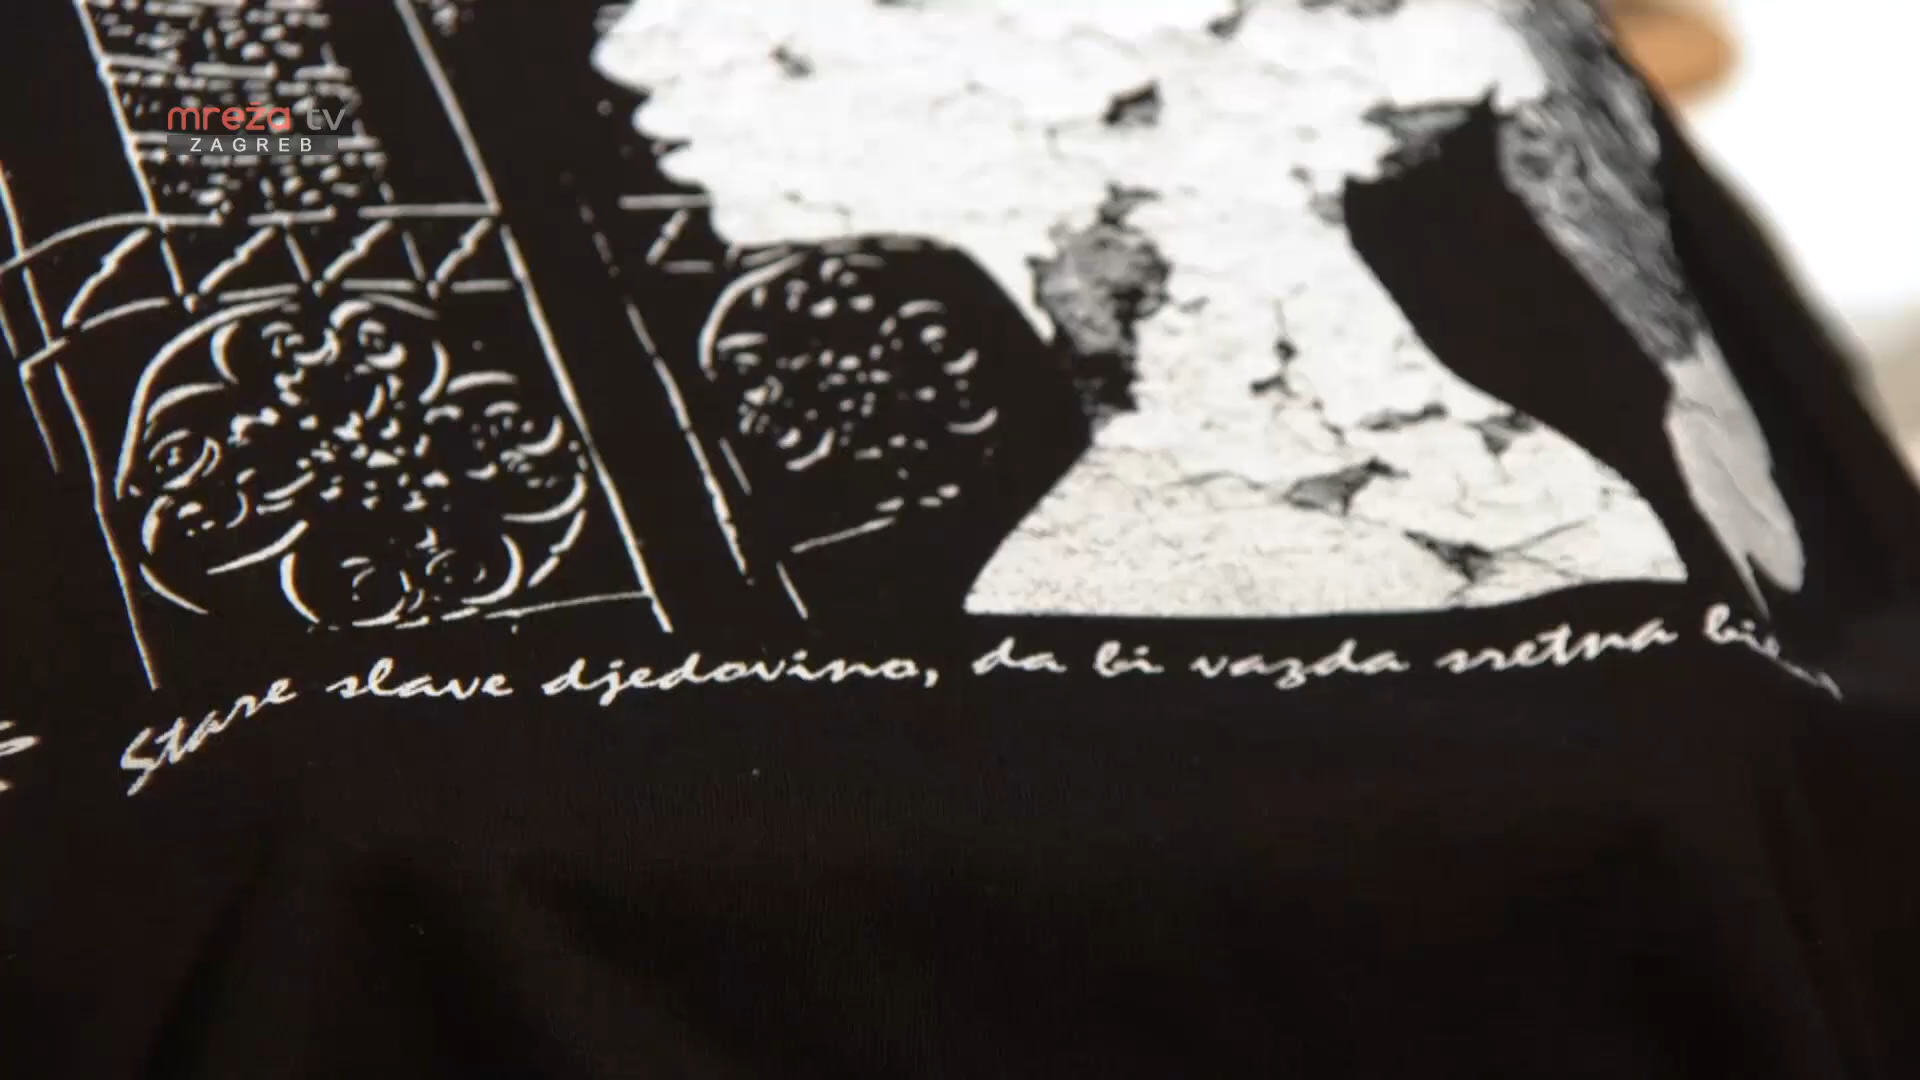 mreža tv
ZAGREB
Stare slave djedovino, da bi vazda sretna